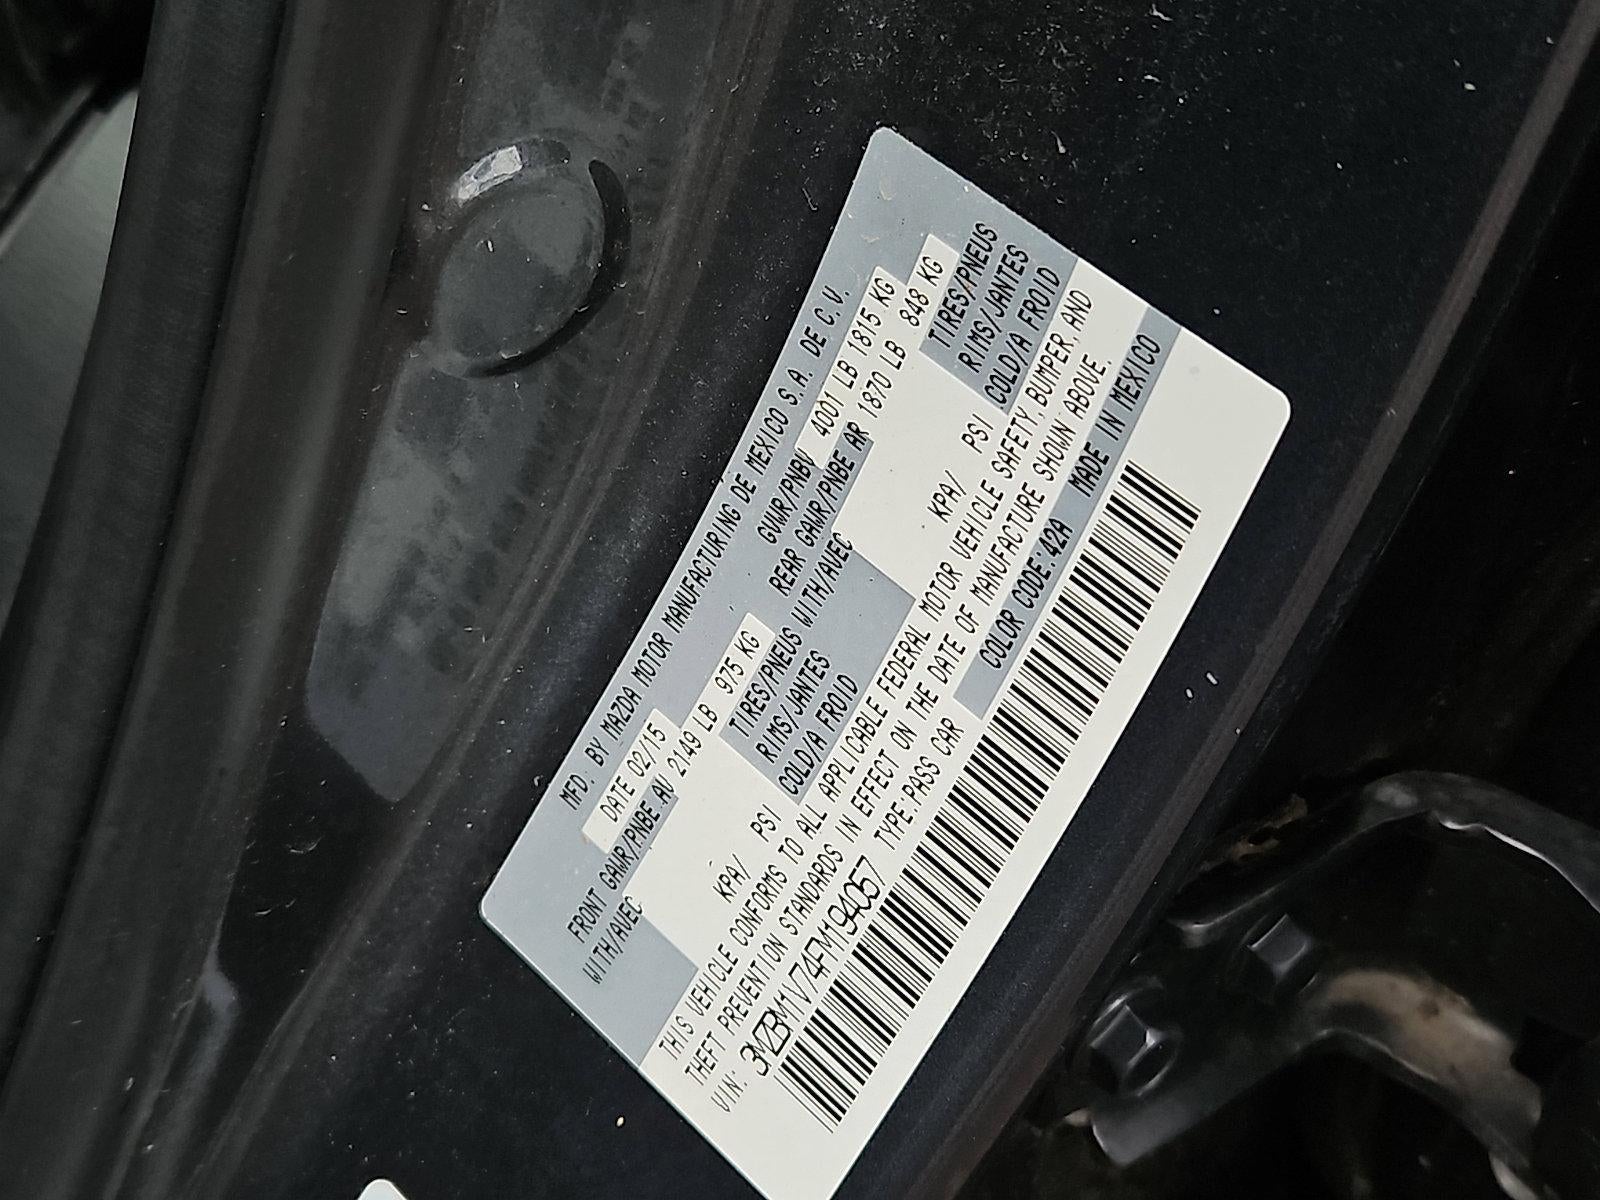 MFD. BY MAZDA MOTOR MANUFACTURING DE MEXICO S.A. DE C.V.
DATE 02/15 GVWR/PNBV 4001 LB 1815 KG
FRONT GAWR/PNBE AV 2149 LB 975 KG REAR GAWR/PNBE AR 1870 LB 848 KG
WITH/AVEC TIRES/PNEUS WITH/AVEC TIRES/PNEUS
RIMS/JANTES RIMS/JANTES
KPA/ PSI COLD/A FROID KPA/ PSI COLD/A FROID
THIS VEHICLE CONFORMS TO ALL APPLICABLE FEDERAL MOTOR VEHICLE SAFETY, BUMPER, AND
THEFT PREVENTION STANDARDS IN EFFECT ON THE DATE OF MANUFACTURE SHOWN ABOVE.
VIN: 3MZBM1V74FM194057 TYPE:PASS CAR COLOR CODE:42A MADE IN MEXICO